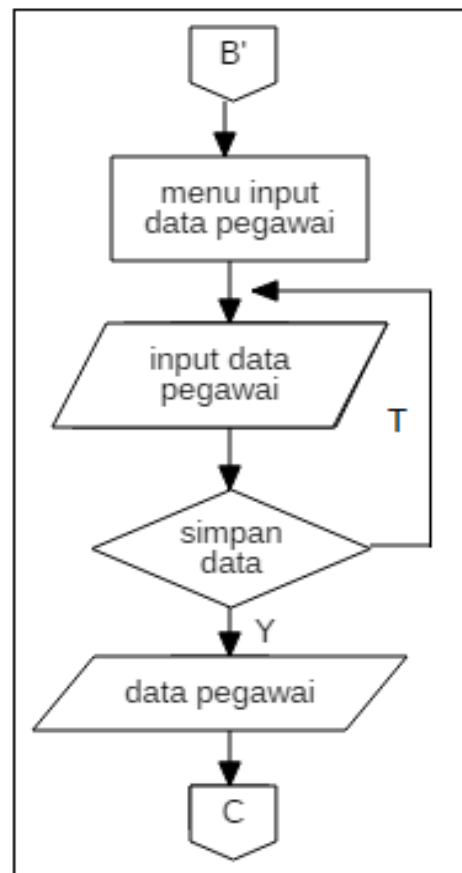 B'
menu input
data pegawai
input data
pegawai
T
simpan
data
Y
data pegawai
C